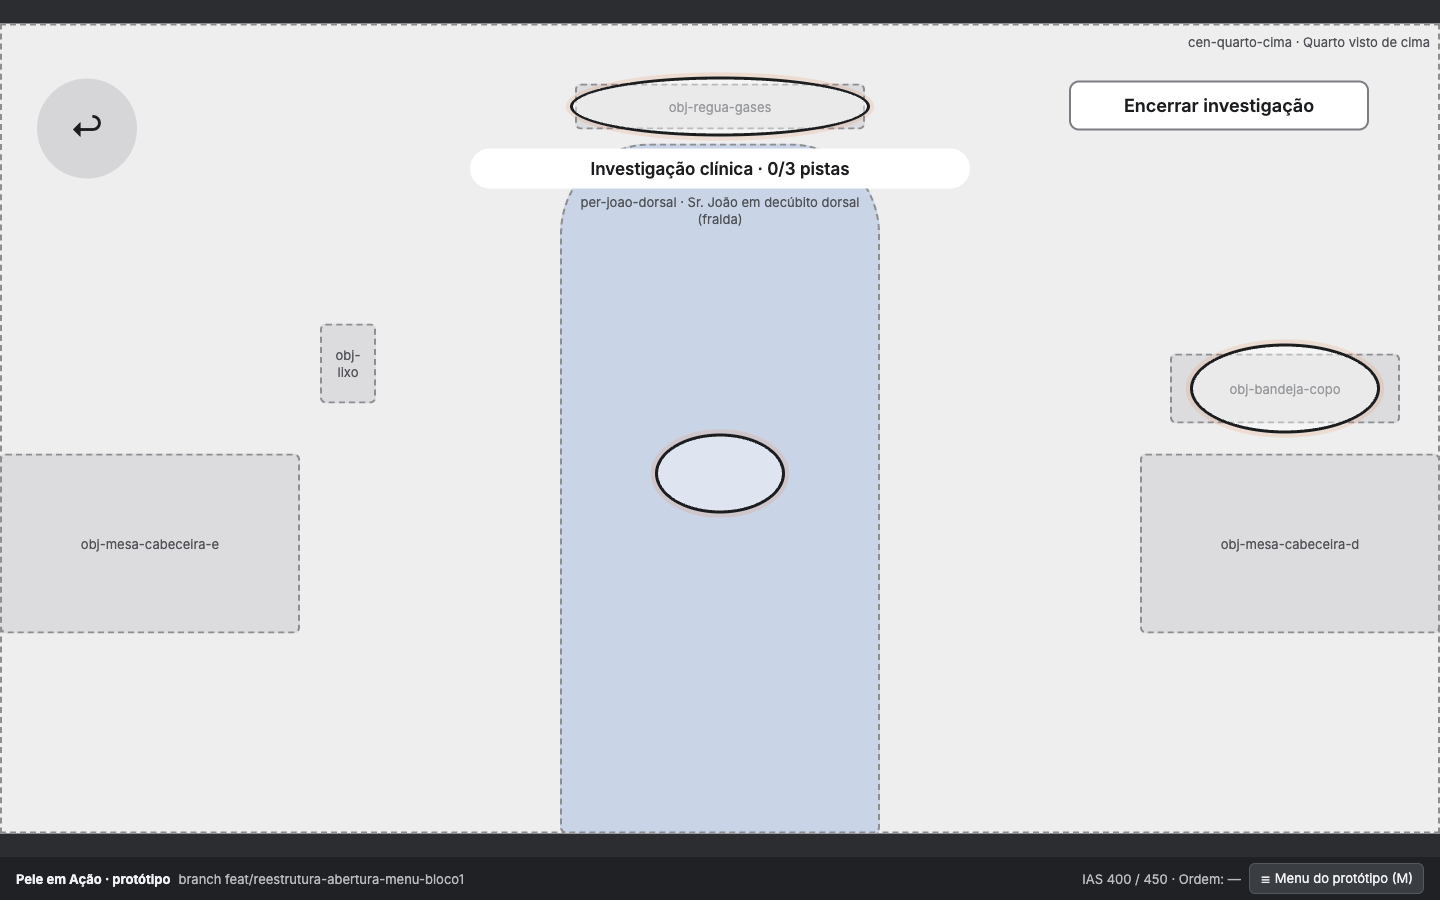 cen-quarto-cima · Quarto visto de cima
obj-regua-gases
Encerrar investigação
Investigação clínica · 0/3 pistas
per-joao-dorsal · Sr. João em decúbito dorsal
(fralda)
obj-
lixo
obj-bandeja-copo
obj-mesa-cabeceira-e
obj-mesa-cabeceira-d
Pele em Ação · protótipo branch feat/reestrutura-abertura-menu-bloco1
IAS 400 / 450 · Ordem: — ≡ Menu do protótipo (M)